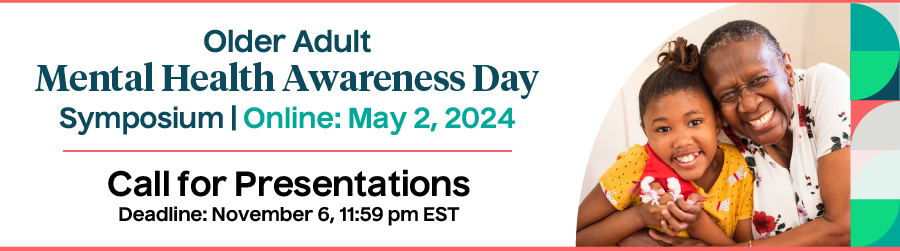 Older Adult
Mental Health Awareness Day
Symposium | Online: May 2, 2024
Call for Presentations
Deadline: November 6, 11:59 pm EST